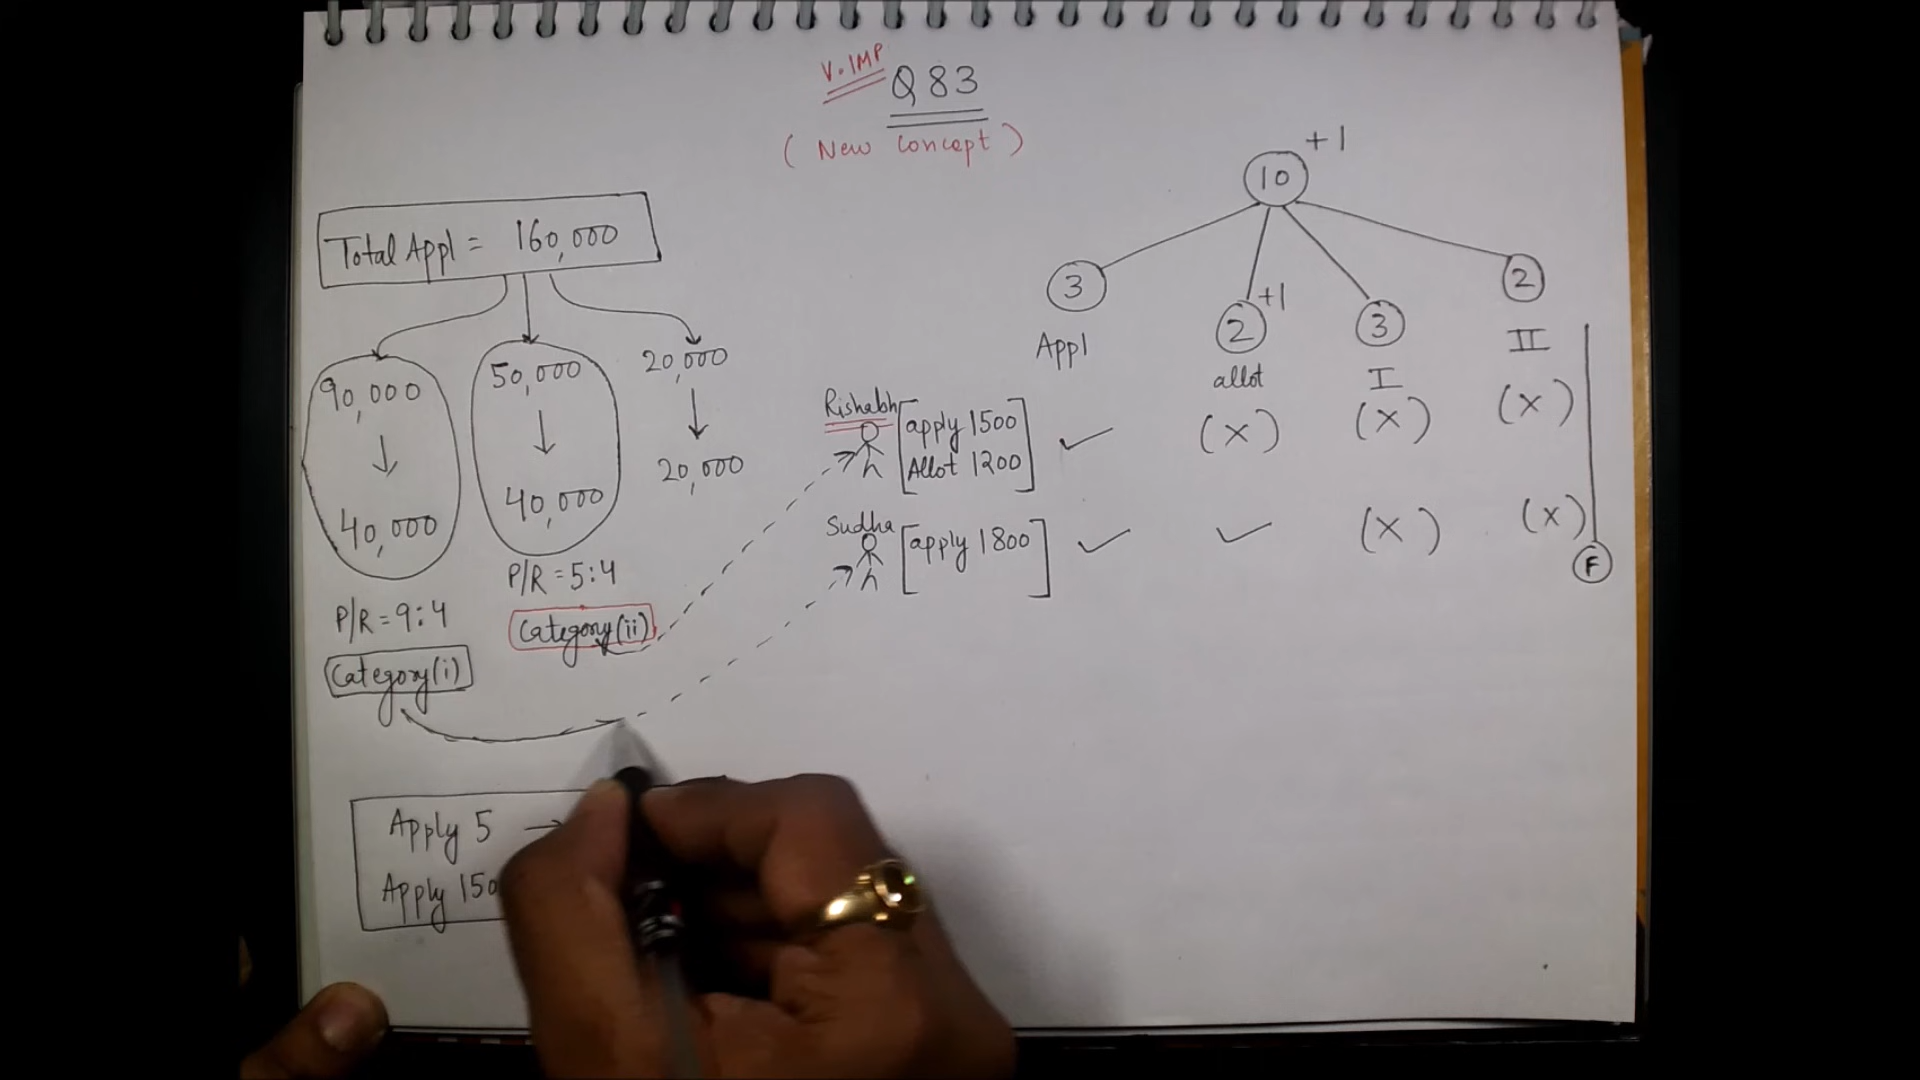 V. IMP
Q 83
( New Concept )
Total Appl = 160,000
90,000
40,000
P/R = 9:4
Category (i)
50,000
40,000
P/R = 5:4
Category (ii)
20,000
20,000
Apply 5 →
Apply 150
10 +1
3
Appl
2 +1
allot
3
I
2
II
Rishabh
apply 1500
Allot 1200
✓ (x) (x) (x)
Sudha
apply 1800
✓ ✓ (x) (x)
F